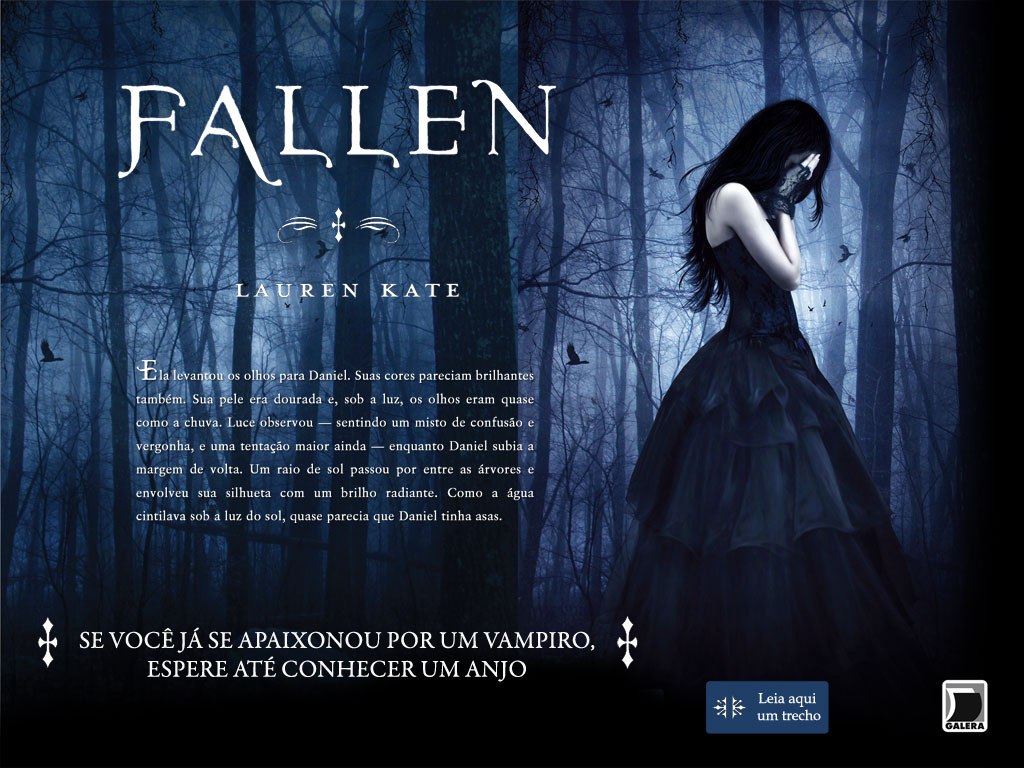 FALLEN
LAUREN KATE
Ela levantou os olhos para Daniel. Suas cores pareciam brilhantes
também. Sua pele era dourada e, sob a luz, os olhos eram quase
como a chuva. Luce observou — sentindo um misto de confusão e
vergonha, e uma tentação maior ainda — enquanto Daniel subia a
margem de volta. Um raio de sol passou por entre as árvores e
envolveu sua silhueta com um brilho radiante. Como a água
cintilava sob a luz do sol, quase parecia que Daniel tinha asas.
SE VOCÊ JÁ SE APAIXONOU POR UM VAMPIRO,
ESPERE ATÉ CONHECER UM ANJO
Leia aqui
um trecho
GALERA